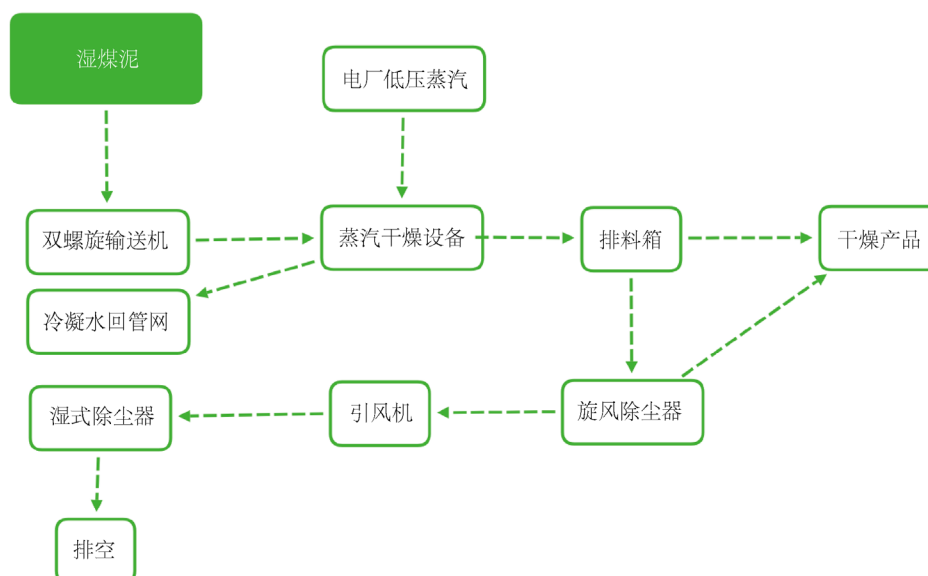 湿煤泥
电厂低压蒸汽
双螺旋输送机
蒸汽干燥设备
排料箱
干燥产品
冷凝水回管网
湿式除尘器
引风机
旋风除尘器
排空